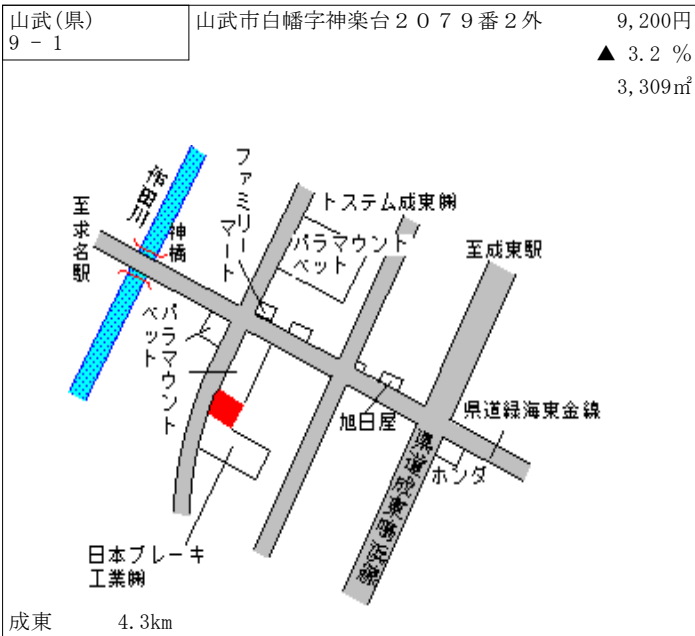 山武(県)
9 - 1
山武市白幡字神楽台２０７９番２外
9,200円
▲ 3.2 %
3,309㎡
作田川
ファミリーマート
トステム成東㈱
至求名駅
神橋
パラマウントベット
至成東駅
パラマウントベット
旭日屋
県道緑海東金線
ホンダ
県道成東鳴浜線
日本ブレーキ
工業㈱
成東 4.3km